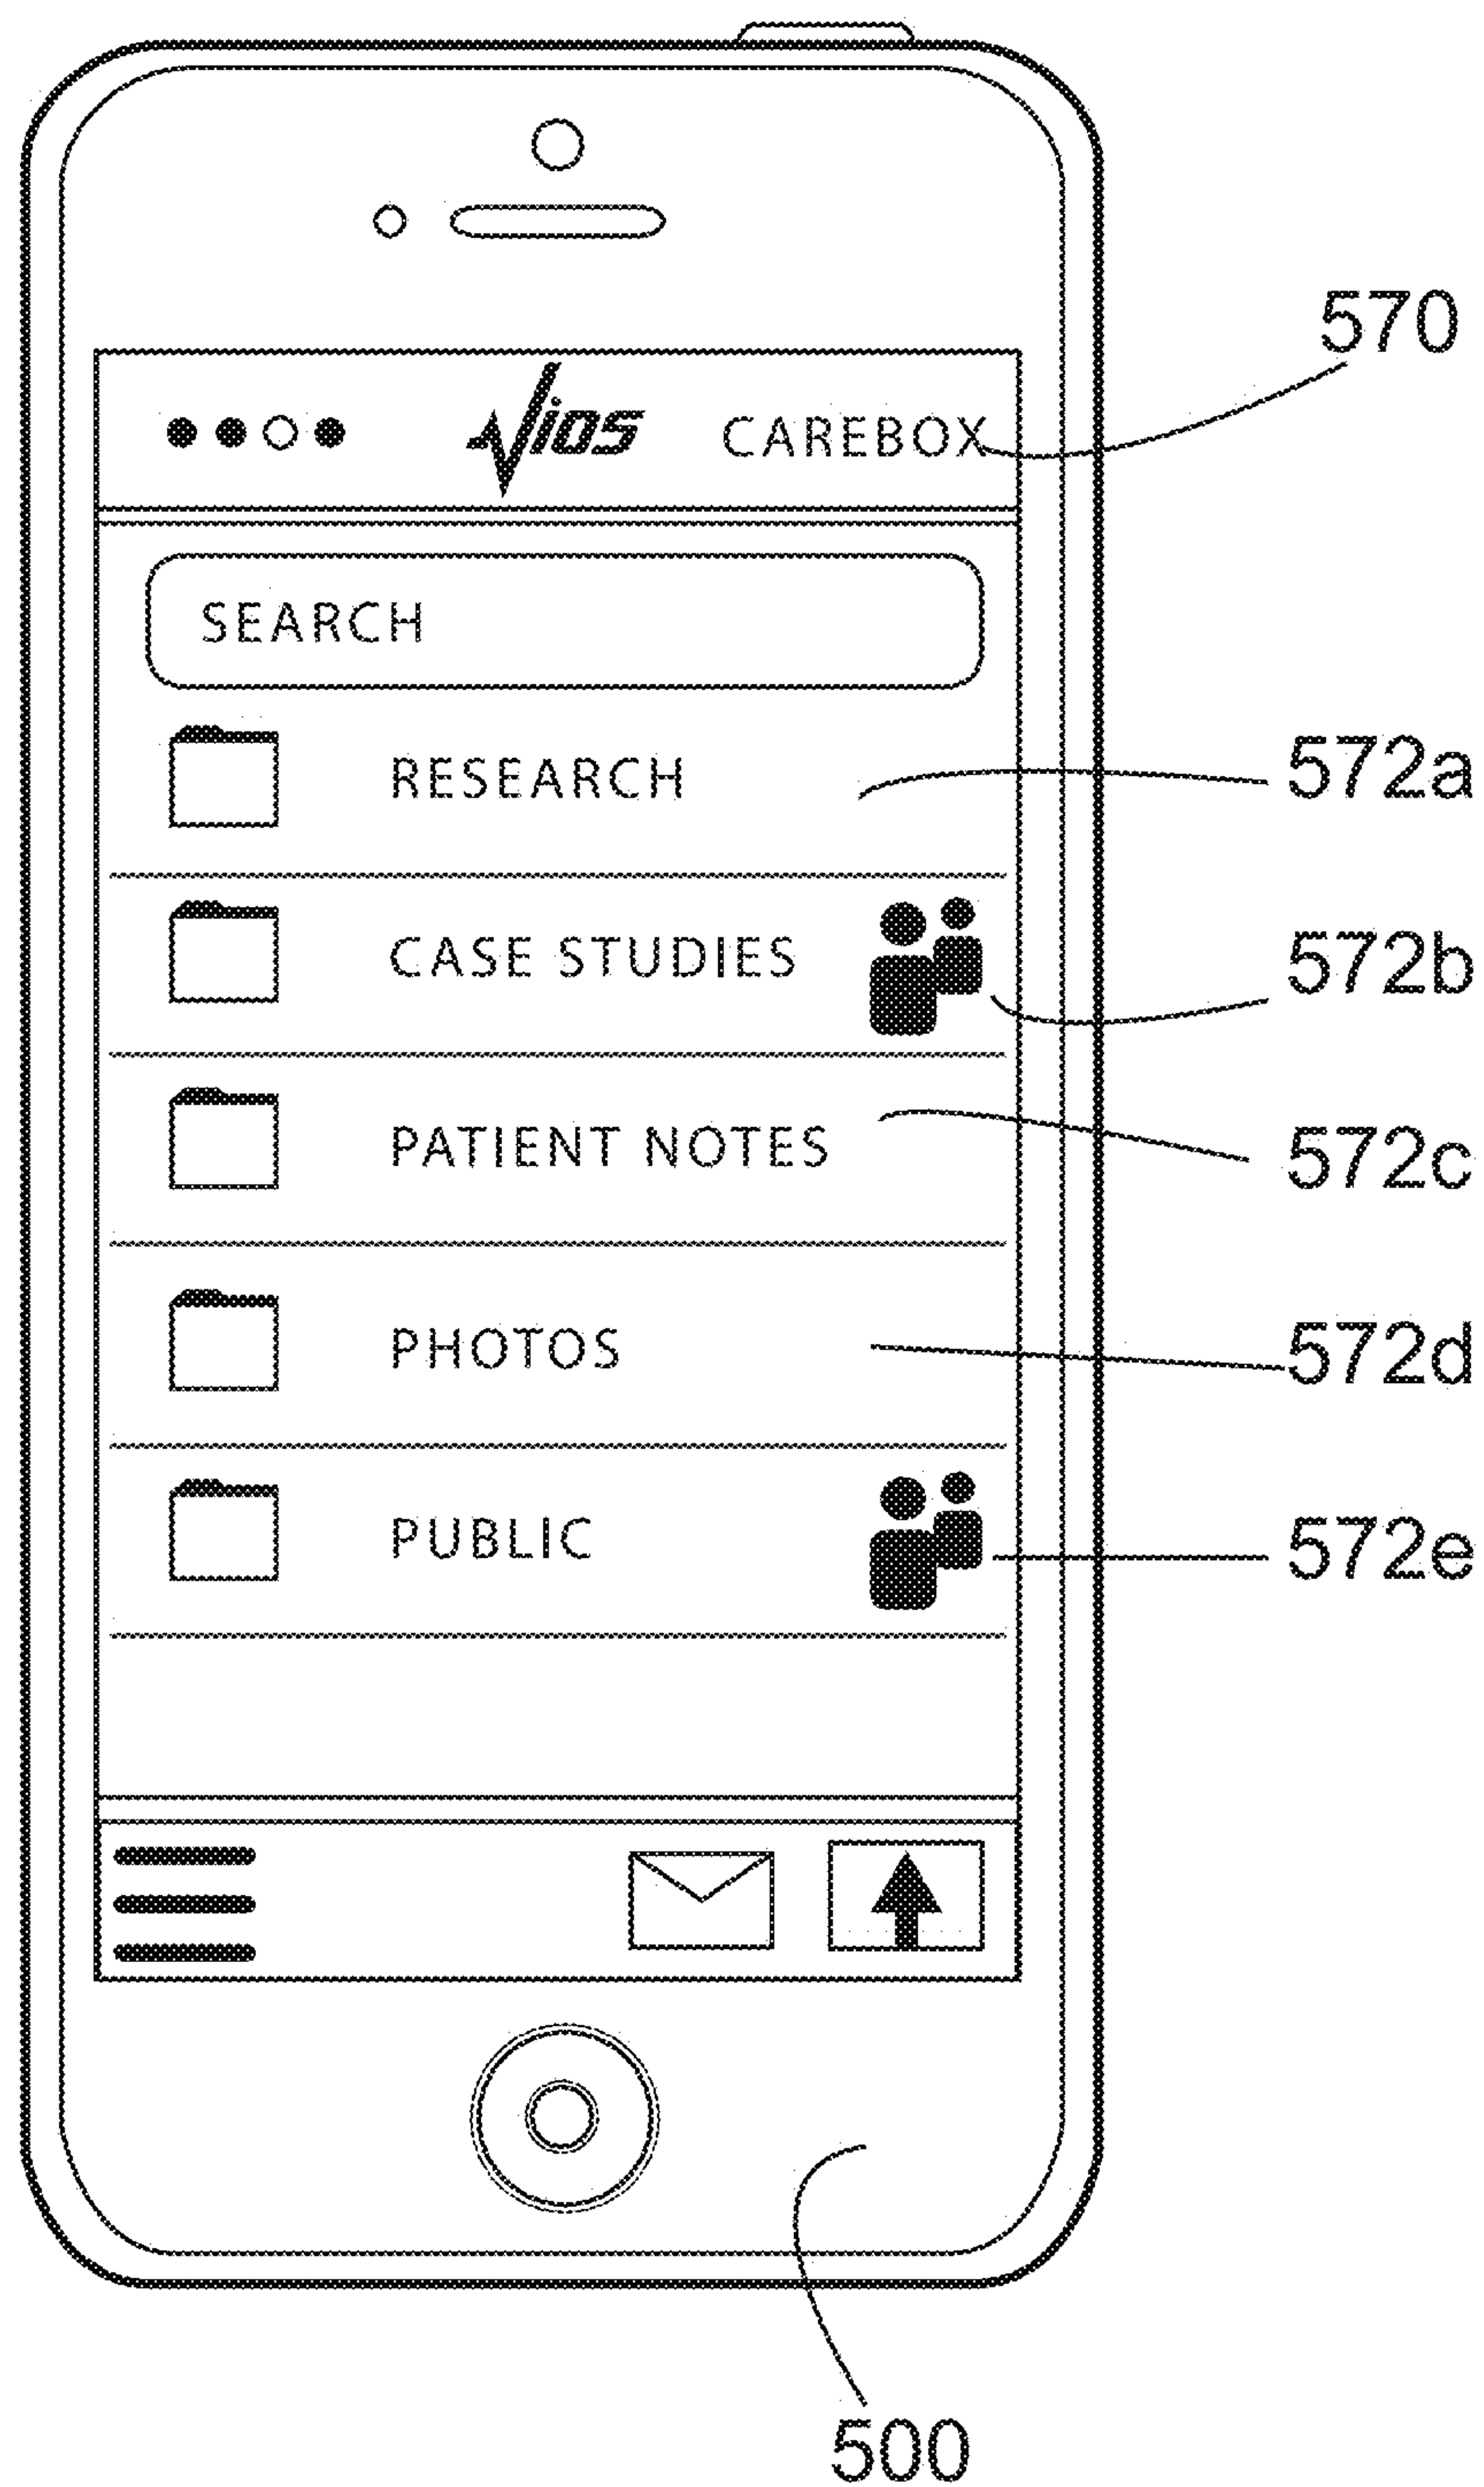 570
Vios CAREBOX
SEARCH
RESEARCH 572a
CASE STUDIES 572b
PATIENT NOTES 572c
PHOTOS 572d
PUBLIC 572e
500